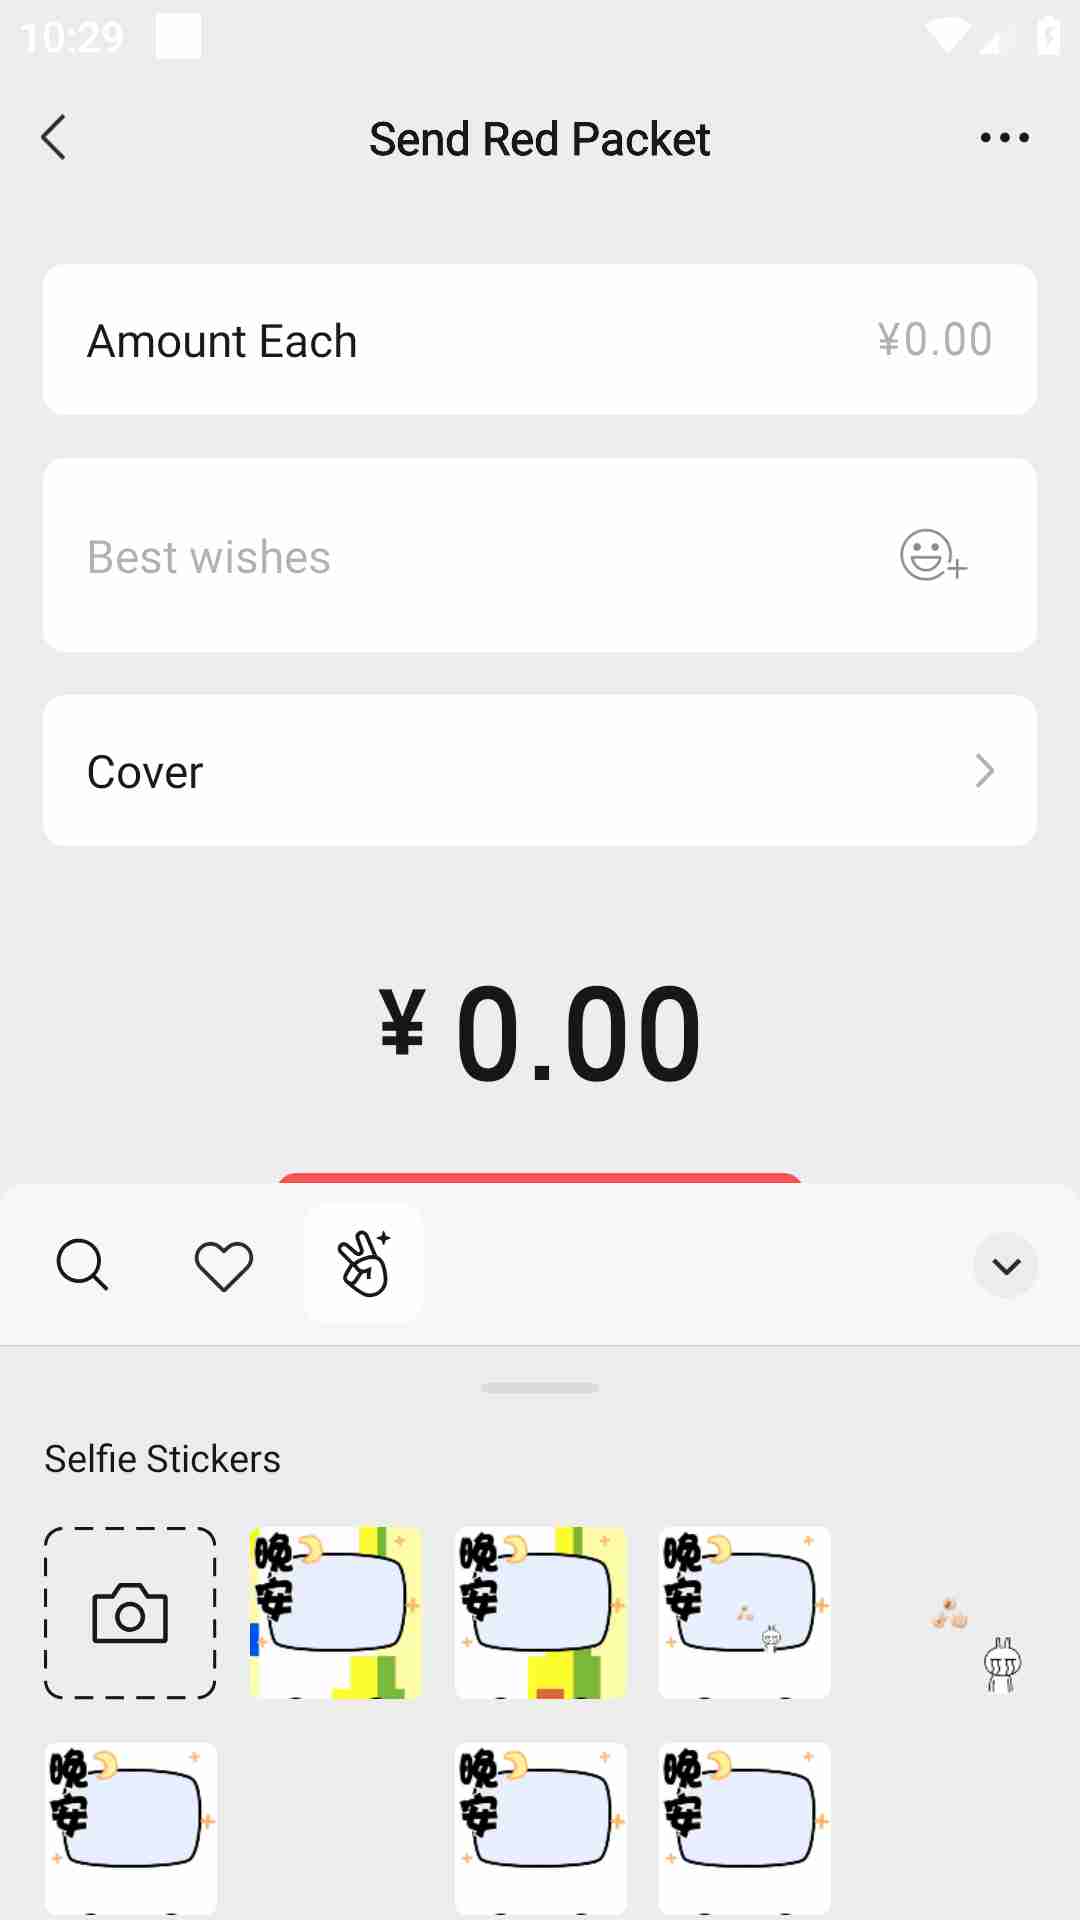 10:29
Send Red Packet
Amount Each
¥0.00
Best wishes
Cover
¥ 0.00
Selfie Stickers
晚安
晚安
晚安
晚安
晚安
晚安